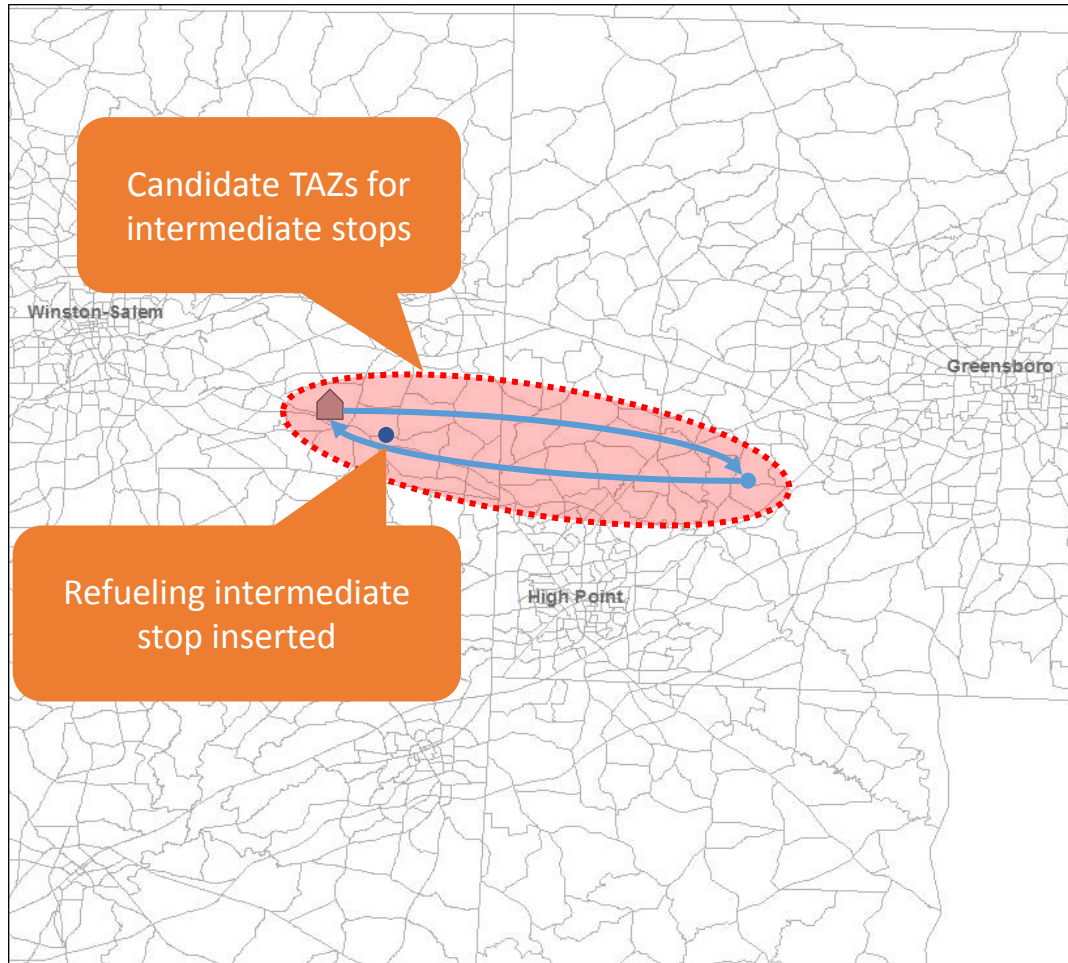 Candidate TAZs for
intermediate stops
Winston-Salem
Greensboro
Refueling intermediate
stop inserted
High Point